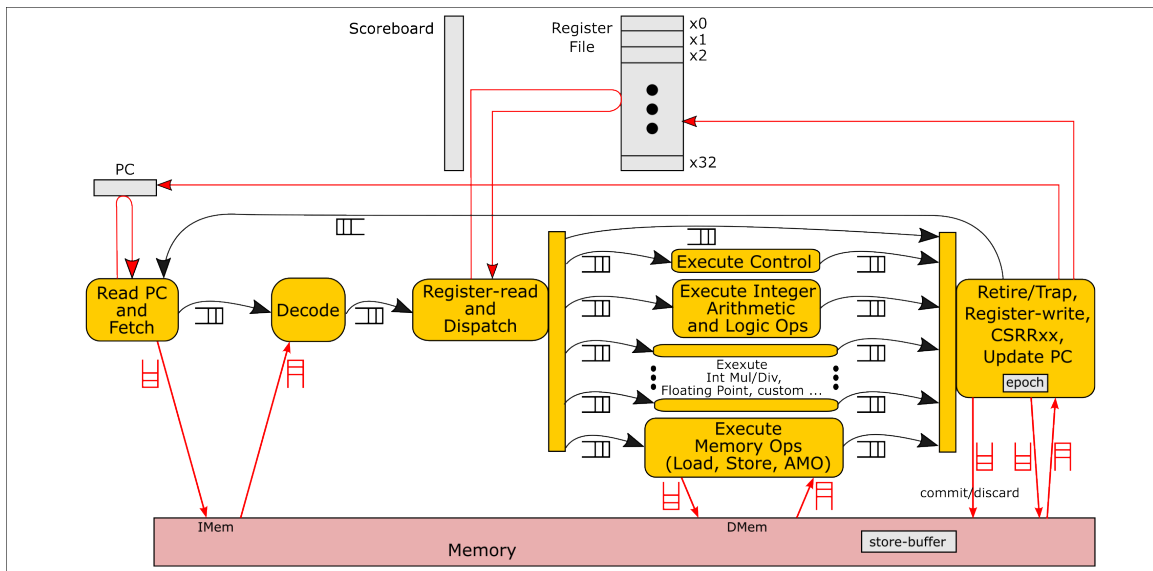 Scoreboard
Register
File
x0
x1
x2
x32
PC
Read PC
and
Fetch
Decode
Register-read
and
Dispatch
Execute Control
Execute Integer
Arithmetic
and Logic Ops
Exexute
Int Mul/Div,
Floating Point, custom ...
Execute
Memory Ops
(Load, Store, AMO)
Retire/Trap,
Register-write,
CSRRxx,
Update PC
epoch
commit/discard
IMem
DMem
store-buffer
Memory